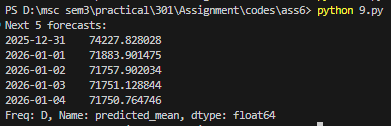 PS D:\msc sem3\practical\301\Assignment\codes\ass6> python 9.py
Next 5 forecasts:
2025-12-31    74227.828028
2026-01-01    71883.901475
2026-01-02    71757.902034
2026-01-03    71751.128844
2026-01-04    71750.764746
Freq: D, Name: predicted_mean, dtype: float64